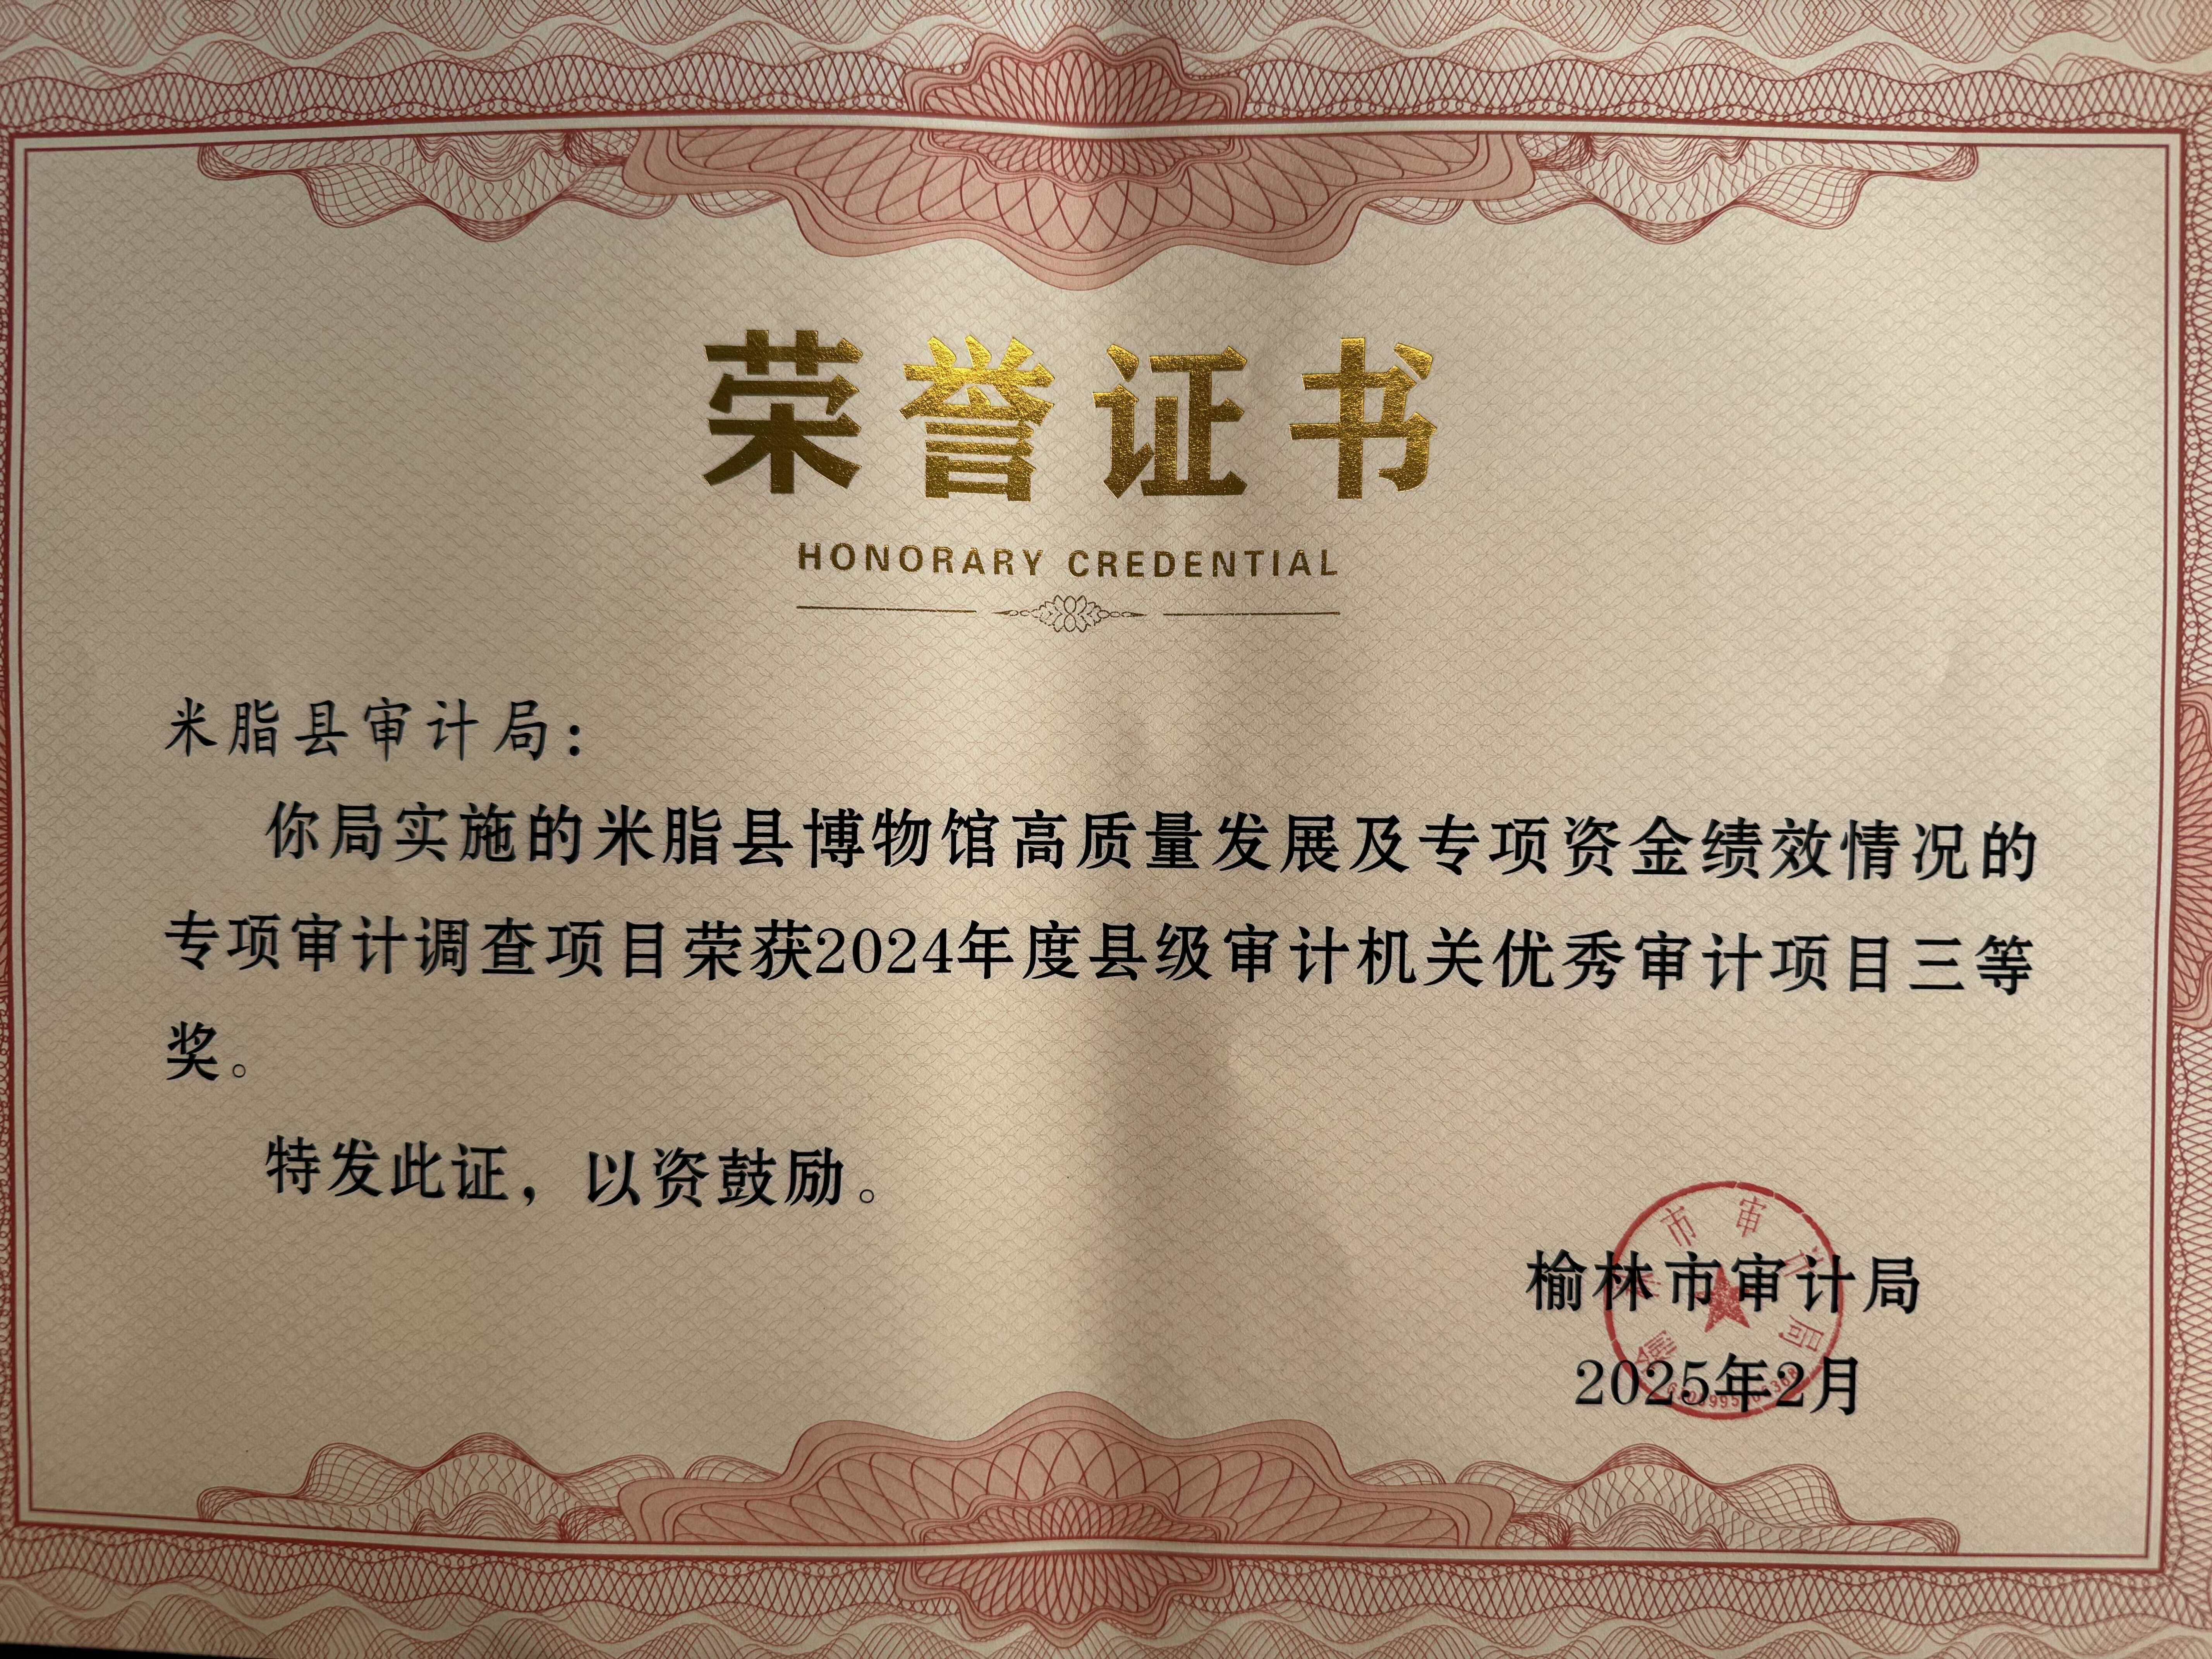 荣誉证书
HONORARY CREDENTIAL
米脂县审计局：
你局实施的米脂县博物馆高质量发展及专项资金绩效情况的
专项审计调查项目荣获2024年度县级审计机关优秀审计项目三等
奖。
特发此证，以资鼓励。
榆林市审计局
2025年2月